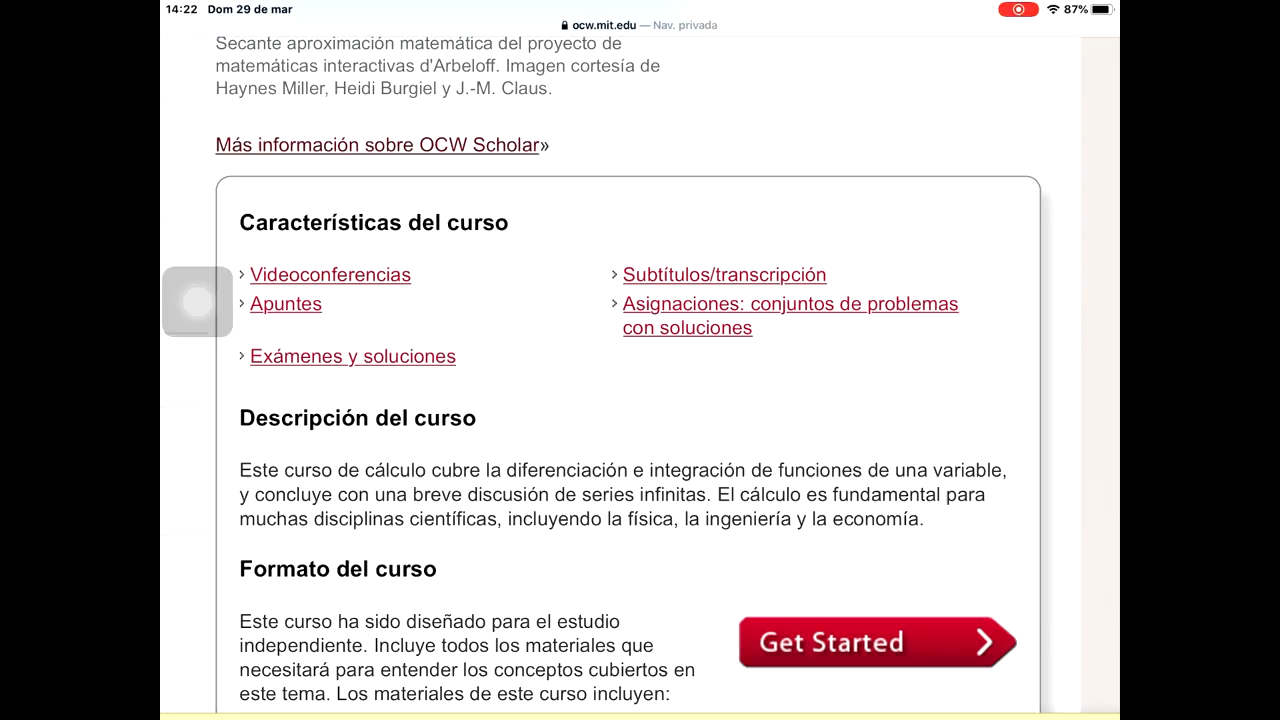 14:22 Dom 29 de mar
87%
ocw.mit.edu — Nav. privada
Secante aproximación matemática del proyecto de
matemáticas interactivas d'Arbeloff. Imagen cortesía de
Haynes Miller, Heidi Burgiel y J.-M. Claus.
Más información sobre OCW Scholar»
Características del curso
› Videoconferencias
› Subtítulos/transcripción
› Apuntes
› Asignaciones: conjuntos de problemas
con soluciones
› Exámenes y soluciones
Descripción del curso
Este curso de cálculo cubre la diferenciación e integración de funciones de una variable,
y concluye con una breve discusión de series infinitas. El cálculo es fundamental para
muchas disciplinas científicas, incluyendo la física, la ingeniería y la economía.
Formato del curso
Este curso ha sido diseñado para el estudio
independiente. Incluye todos los materiales que
necesitará para entender los conceptos cubiertos en
este tema. Los materiales de este curso incluyen:
Get Started